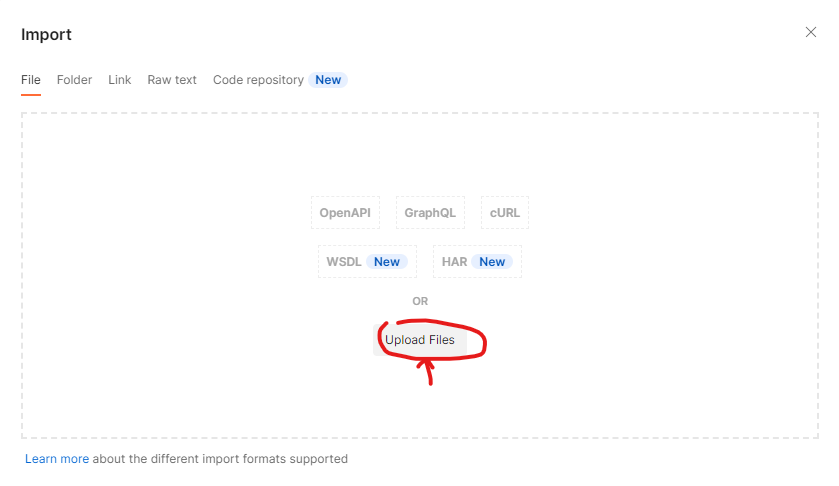 Import
File Folder Link Raw text Code repository New
OpenAPI GraphQL cURL
WSDL New HAR New
OR
Upload Files
Learn more about the different import formats supported